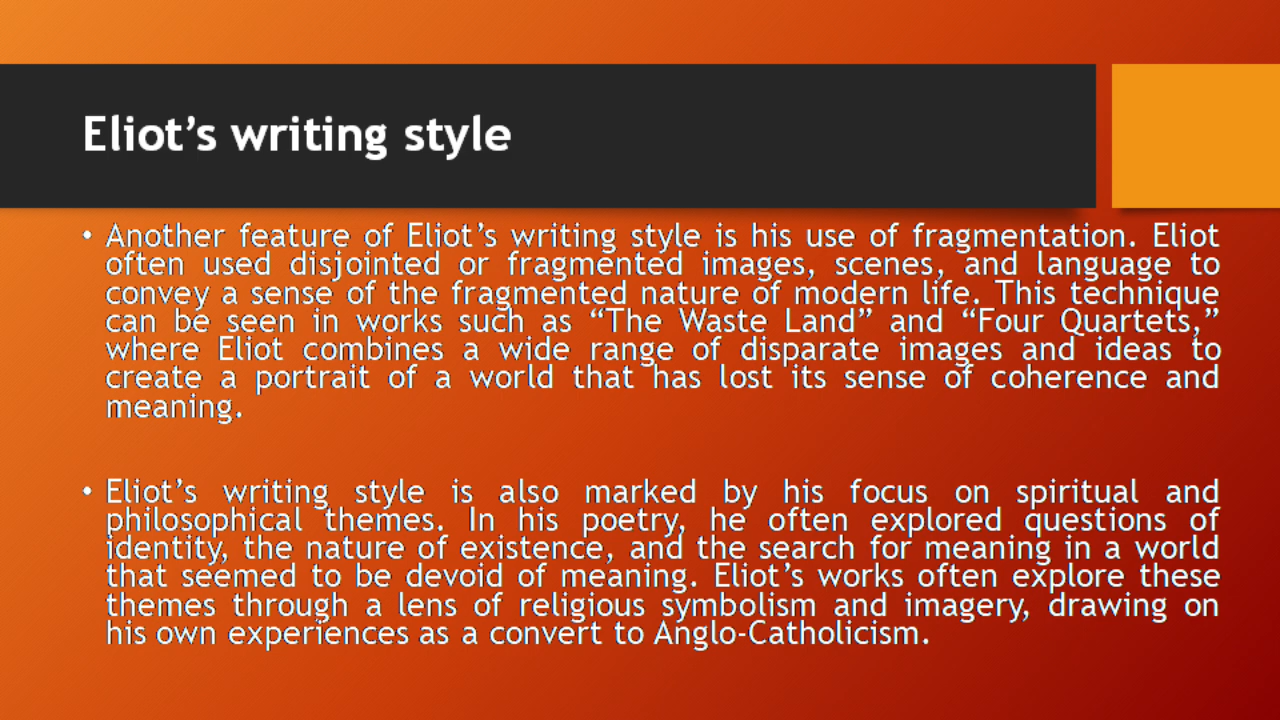 Eliot’s writing style
• Another feature of Eliot’s writing style is his use of fragmentation. Eliot
often used disjointed or fragmented images, scenes, and language to
convey a sense of the fragmented nature of modern life. This technique
can be seen in works such as “The Waste Land” and “Four Quartets,”
where Eliot combines a wide range of disparate images and ideas to
create a portrait of a world that has lost its sense of coherence and
meaning.
• Eliot’s writing style is also marked by his focus on spiritual and
philosophical themes. In his poetry, he often explored questions of
identity, the nature of existence, and the search for meaning in a world
that seemed to be devoid of meaning. Eliot’s works often explore these
themes through a lens of religious symbolism and imagery, drawing on
his own experiences as a convert to Anglo-Catholicism.